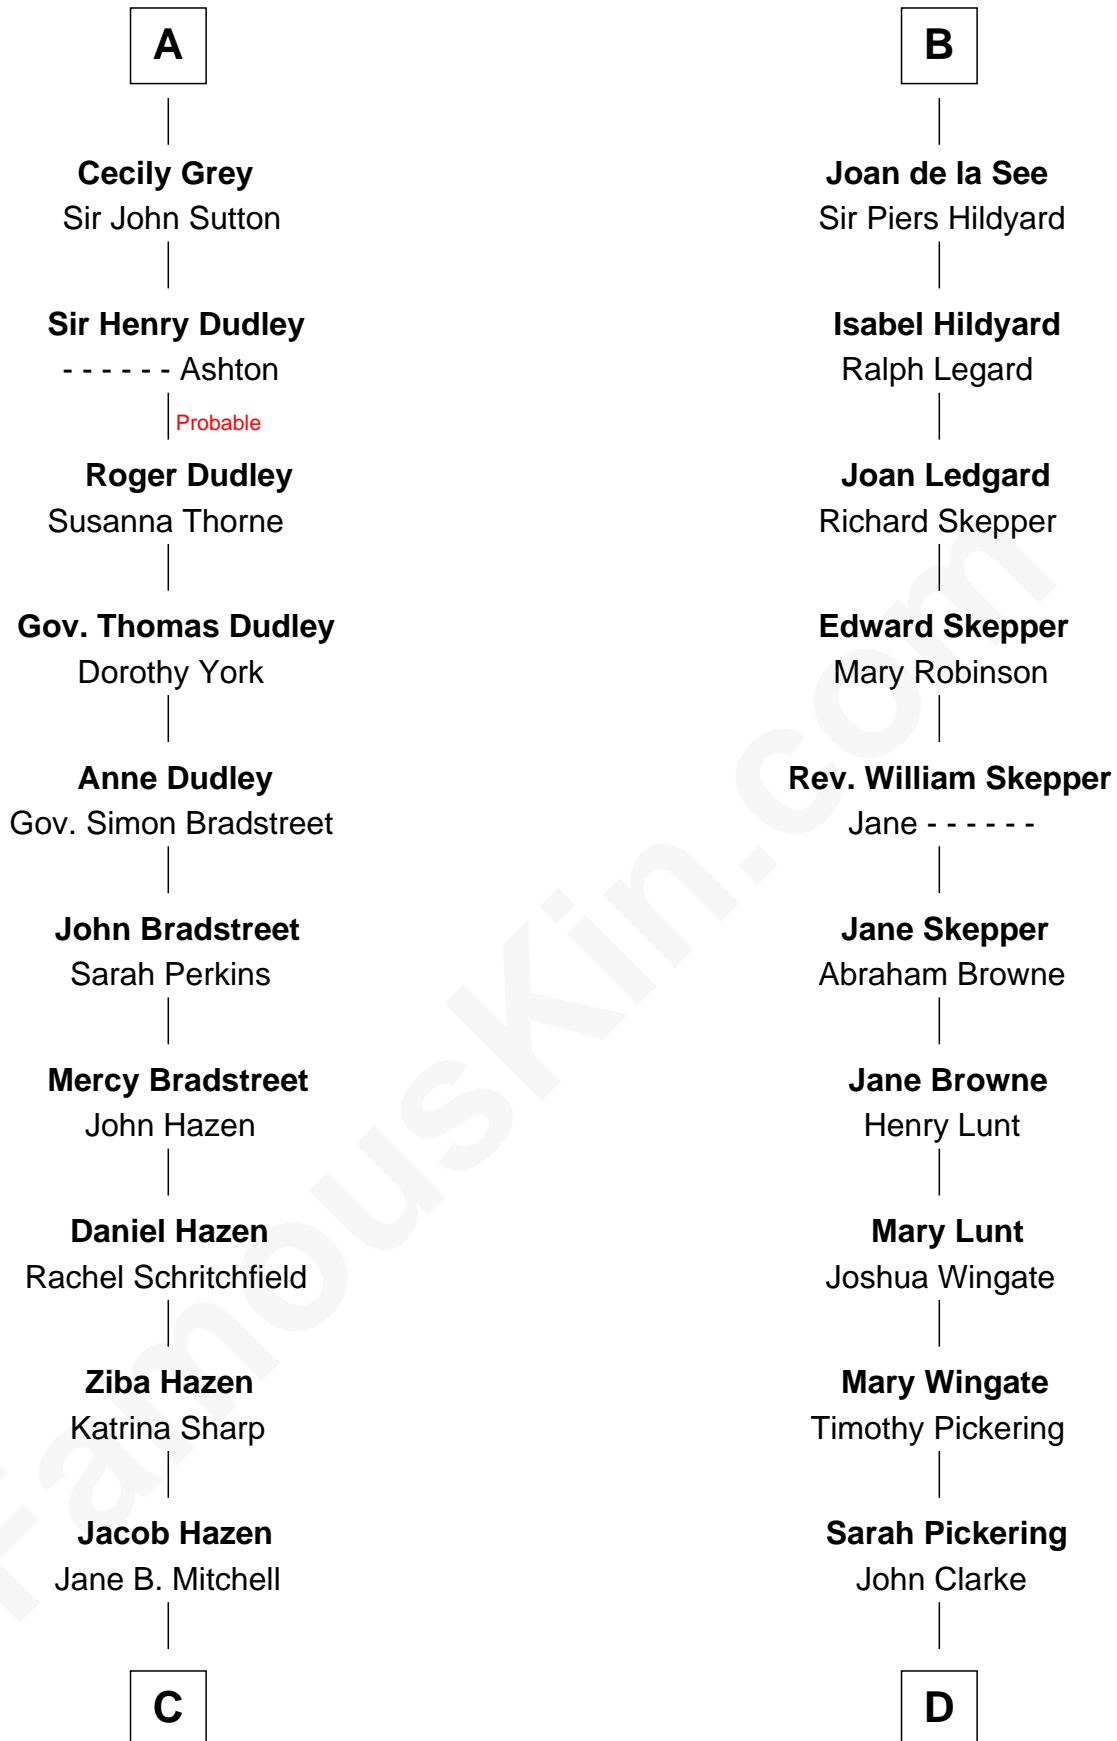 A
Cecily Grey
Sir John Sutton
Sir Henry Dudley
- - - - - - Ashton
Probable
Roger Dudley
Susanna Thorne
Gov. Thomas Dudley
Dorothy York
Anne Dudley
Gov. Simon Bradstreet
John Bradstreet
Sarah Perkins
Mercy Bradstreet
John Hazen
Daniel Hazen
Rachel Schritchfield
Ziba Hazen
Katrina Sharp
Jacob Hazen
Jane B. Mitchell
C
B
Joan de la See
Sir Piers Hildyard
Isabel Hildyard
Ralph Legard
Joan Ledgard
Richard Skepper
Edward Skepper
Mary Robinson
Rev. William Skepper
Jane - - - - - -
Jane Skepper
Abraham Browne
Jane Browne
Henry Lunt
Mary Lunt
Joshua Wingate
Mary Wingate
Timothy Pickering
Sarah Pickering
John Clarke
D
FamousKin.com